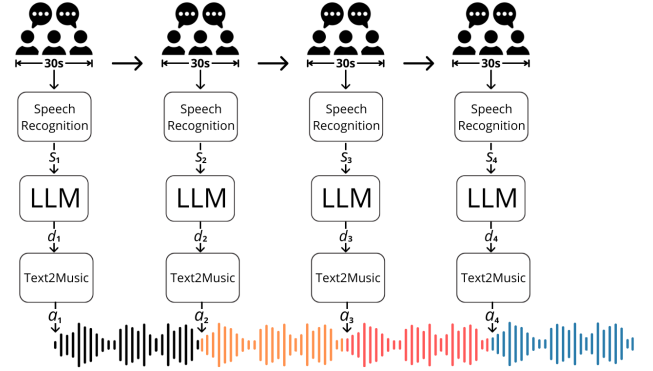 30s 30s 30s 30s
Speech Recognition Speech Recognition Speech Recognition Speech Recognition
s1 s2 s3 s4
LLM LLM LLM LLM
d1 d2 d3 d4
Text2Music Text2Music Text2Music Text2Music
a1 a2 a3 a4